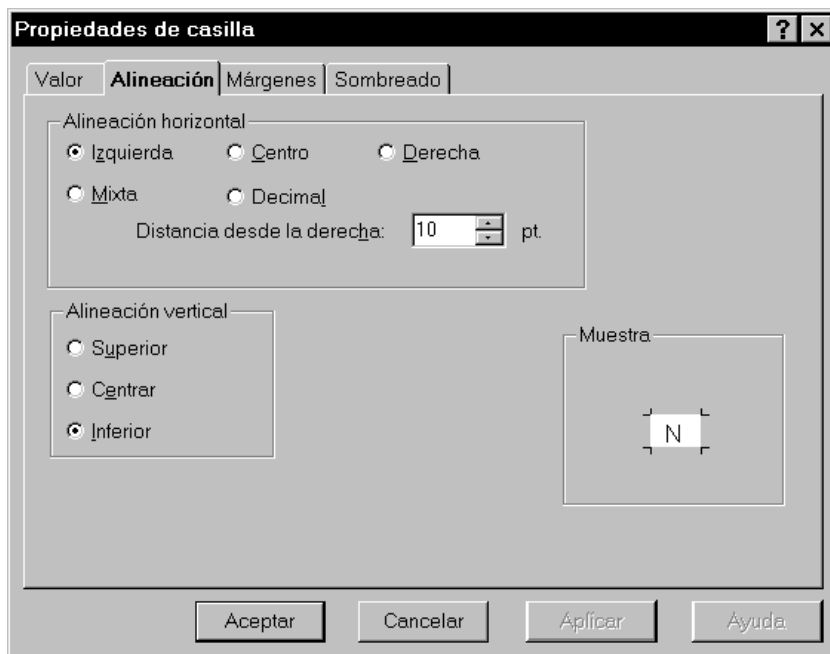 Propiedades de casilla
Valor Alineación Márgenes Sombreado
Alineación horizontal
Izquierda Centro Derecha
Mixta Decimal
Distancia desde la derecha: 10 pt.
Alineación vertical
Superior
Centrar
Inferior
Muestra
N
Aceptar Cancelar Aplicar Ayuda